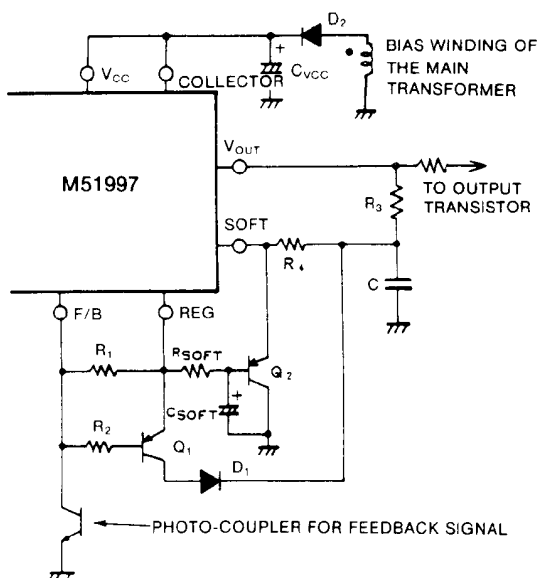 D2
BIAS WINDING OF
THE MAIN
TRANSFORMER
VCC
COLLECTOR
CVCC
VOUT
M51997
TO OUTPUT
TRANSISTOR
R3
SOFT
R4
C
F/B
REG
R1
RSOFT
Q2
CSOFT
R2
Q1
D1
PHOTO-COUPLER FOR FEEDBACK SIGNAL